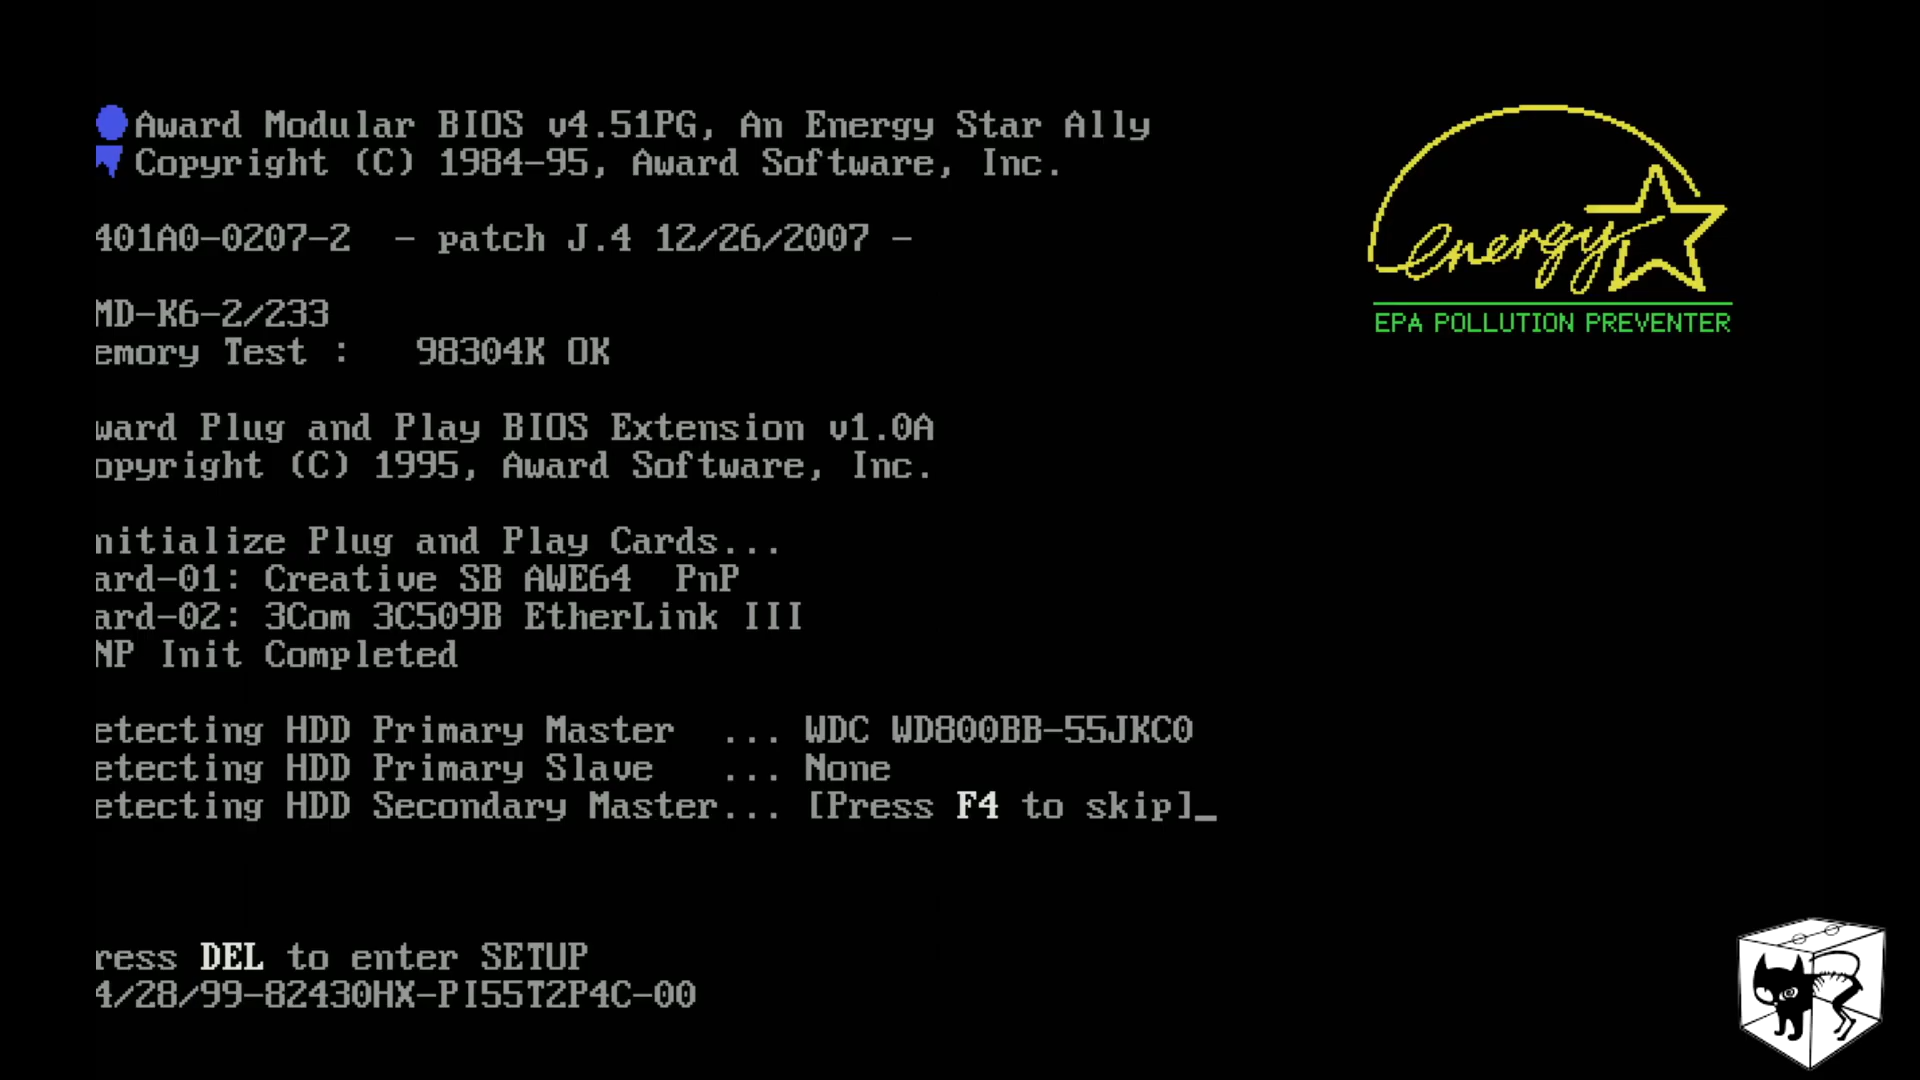 Award Modular BIOS v4.51PG, An Energy Star Ally
Copyright (C) 1984-95, Award Software, Inc.
401A0-0207-2  - patch J.4 12/26/2007 -
energy
EPA POLLUTION PREVENTER
MD-K6-2/233
emory Test :   98304K OK
ward Plug and Play BIOS Extension v1.0A
opyright (C) 1995, Award Software, Inc.
nitialize Plug and Play Cards...
ard-01: Creative SB AWE64  PnP
ard-02: 3Com 3C509B EtherLink III
NP Init Completed
etecting HDD Primary Master  ... WDC WD800BB-55JKC0
etecting HDD Primary Slave   ... None
etecting HDD Secondary Master... [Press F4 to skip]_
ress DEL to enter SETUP
4/28/99-82430HX-PI55T2P4C-00